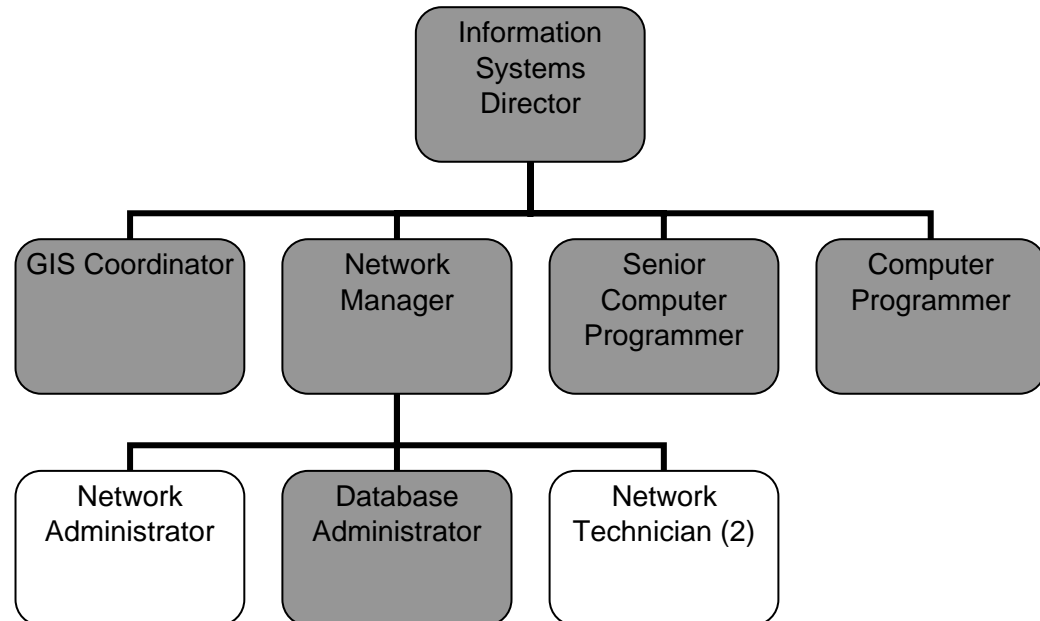 Information
Systems
Director
GIS Coordinator
Network
Manager
Senior
Computer
Programmer
Computer
Programmer
Network
Administrator
Database
Administrator
Network
Technician (2)